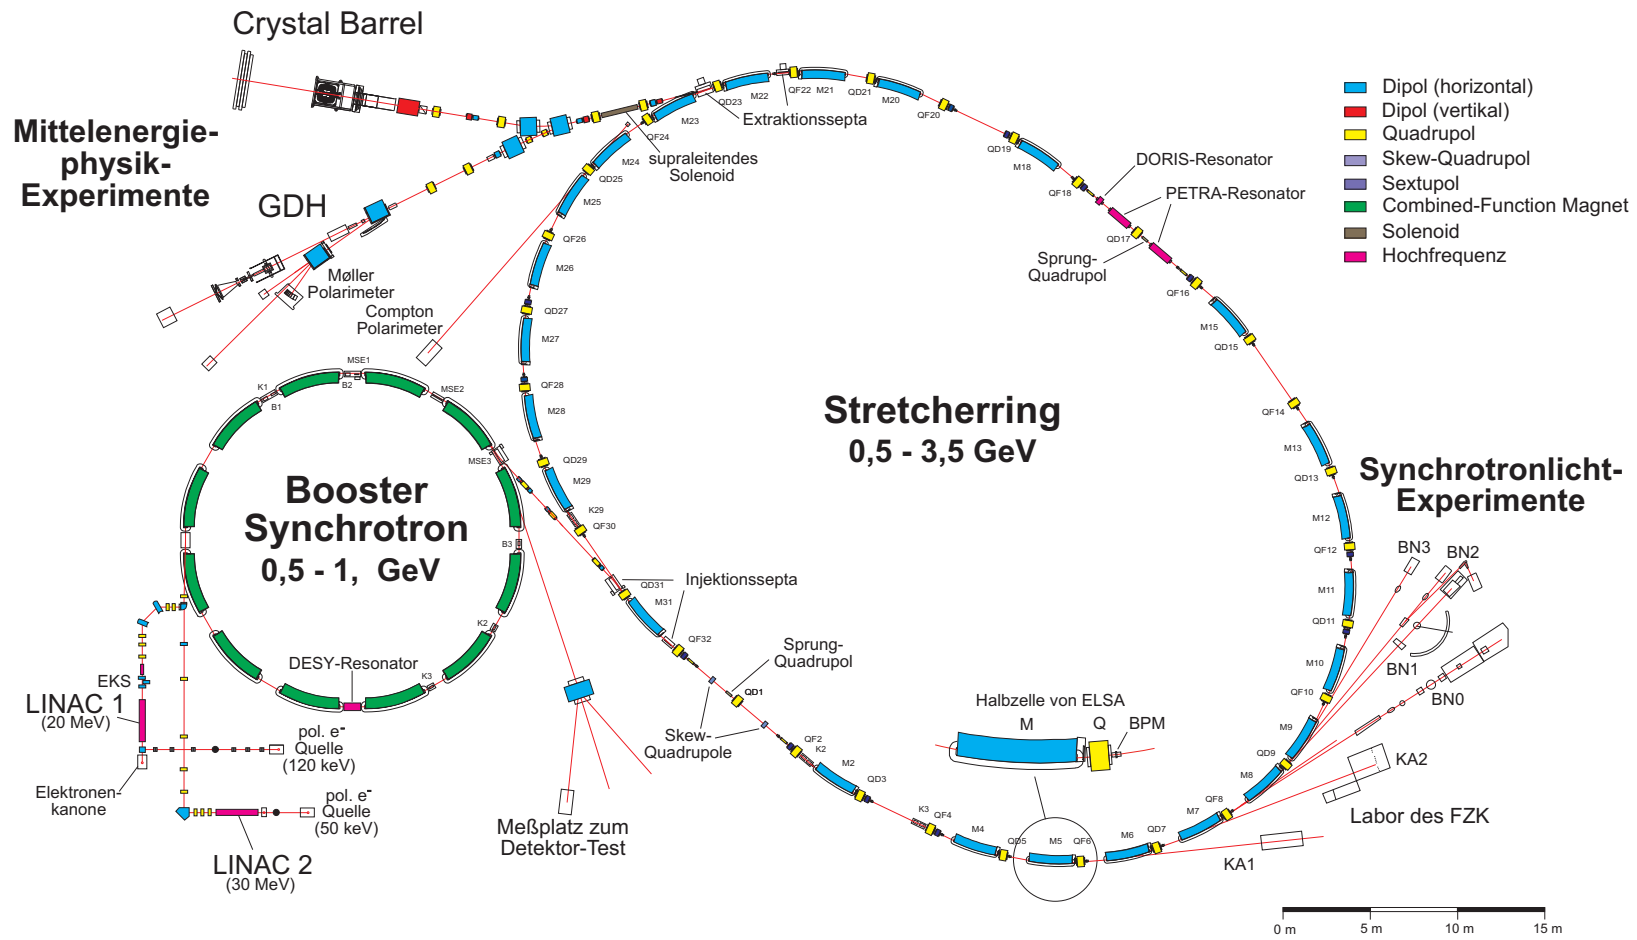 Crystal Barrel
Mittelenergie-
physik-
Experimente
GDH
Møller
Polarimeter
Compton
Polarimeter
Extraktionssepta
supraleitendes
Solenoid
QD23
M22
QF22
M21
QD21
M20
QF20
M23
QF24
M24
QD25
M25
QF26
M26
QD27
M27
QF28
M28
QD29
M29
K29
QF30
QD31
M31
QF32
Injektionssepta
QD19
M18
QF18
DORIS-Resonator
PETRA-Resonator
QD17
Sprung-
Quadrupol
QF16
M15
QD15
QF14
M13
QD13
M12
QF12
M11
QD11
M10
QF10
M9
QD9
M8
QF8
M7
QD7
M6
QF6
M5
QD5
M4
QF4
K3
QD3
M2
K2
QF2
QD1
Sprung-
Quadrupol
Skew-
Quadrupole
Dipol (horizontal)
Dipol (vertikal)
Quadrupol
Skew-Quadrupol
Sextupol
Combined-Function Magnet
Solenoid
Hochfrequenz
Stretcherring
0,5 - 3,5 GeV
Synchrotronlicht-
Experimente
BN3
BN2
BN1
BN0
KA2
Labor des FZK
KA1
Halbzelle von ELSA
M
Q
BPM
MSE1
B2
K1
B1
MSE2
MSE3
B3
K2
K3
Booster
Synchrotron
0,5 - 1, GeV
DESY-Resonator
EKS
LINAC 1
(20 MeV)
pol. e-
Quelle
(120 keV)
Elektronen-
kanone
pol. e-
Quelle
(50 keV)
LINAC 2
(30 MeV)
Meßplatz zum
Detektor-Test
0 m
5 m
10 m
15 m